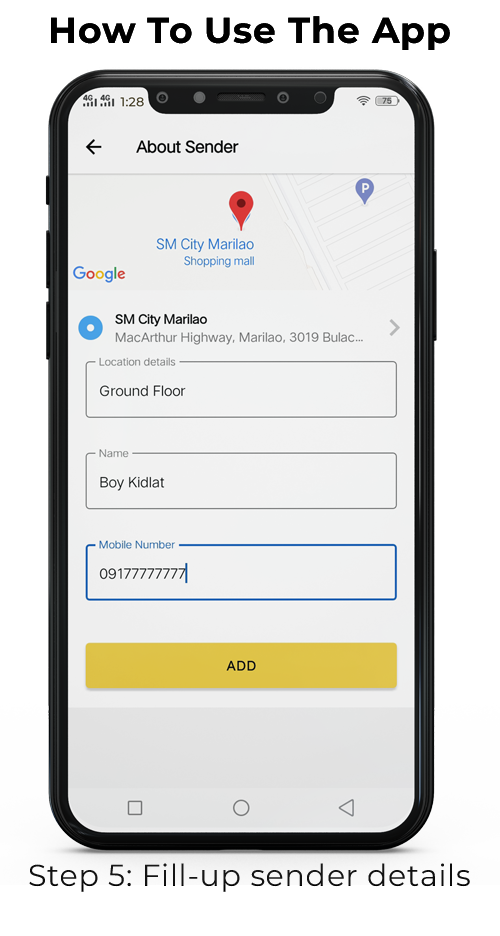 How To Use The App
4G 4G 1:28 75
About Sender
P
SM City Marilao
Shopping mall
Google
SM City Marilao
MacArthur Highway, Marilao, 3019 Bulac...
Location details
Ground Floor
Name
Boy Kidlat
Mobile Number
09177777777
ADD
Step 5: Fill-up sender details